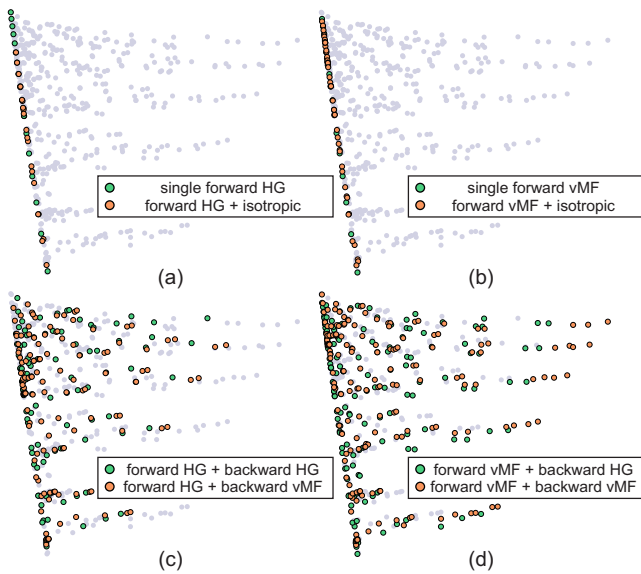 single forward HG
forward HG + isotropic
(a)
single forward vMF
forward vMF + isotropic
(b)
forward HG + backward HG
forward HG + backward vMF
(c)
forward vMF + backward HG
forward vMF + backward vMF
(d)